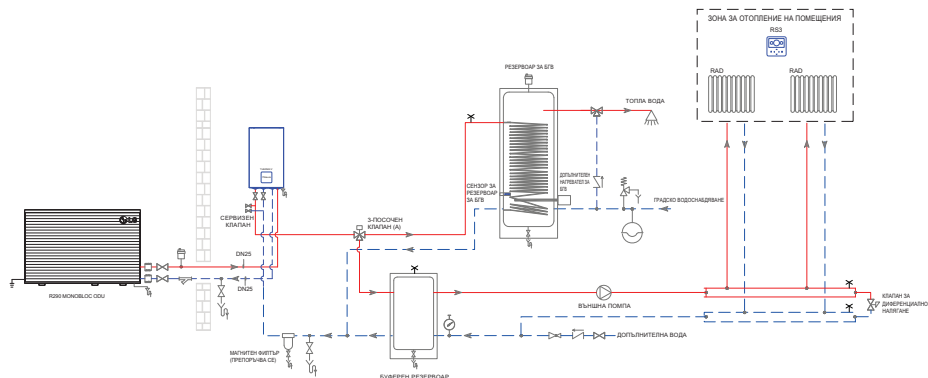 ЗОНА ЗА ОТОПЛЕНИЕ НА ПОМЕЩЕНИЯ
RS3
RAD
RAD
РЕЗЕРВОАР ЗА БГВ
ТОПЛА ВОДА
СЕНЗОР ЗА
РЕЗЕРВОАР
ЗА БГВ
ДОПЪЛНИТЕЛЕН
НАГРЕВАТЕЛ ЗА
БГВ
ГРАДСКО ВОДОСНАБДЯВАНЕ
СЕРВИЗЕН
КЛАПАН
3-ПОСОЧЕН
КЛАПАН (A)
LG
DN25
DN25
R290 MONOBLOC ODU
ВЪНШНА ПОМПА
КЛАПАН ЗА
ДИФЕРЕНЦИАЛНО
НАЛЯГАНЕ
ДОПЪЛНИТЕЛНА ВОДА
МАГНИТЕН ФИЛТЪР
(ПРЕПОРЪЧВА СЕ)
БУФЕРЕН РЕЗЕРВОАР